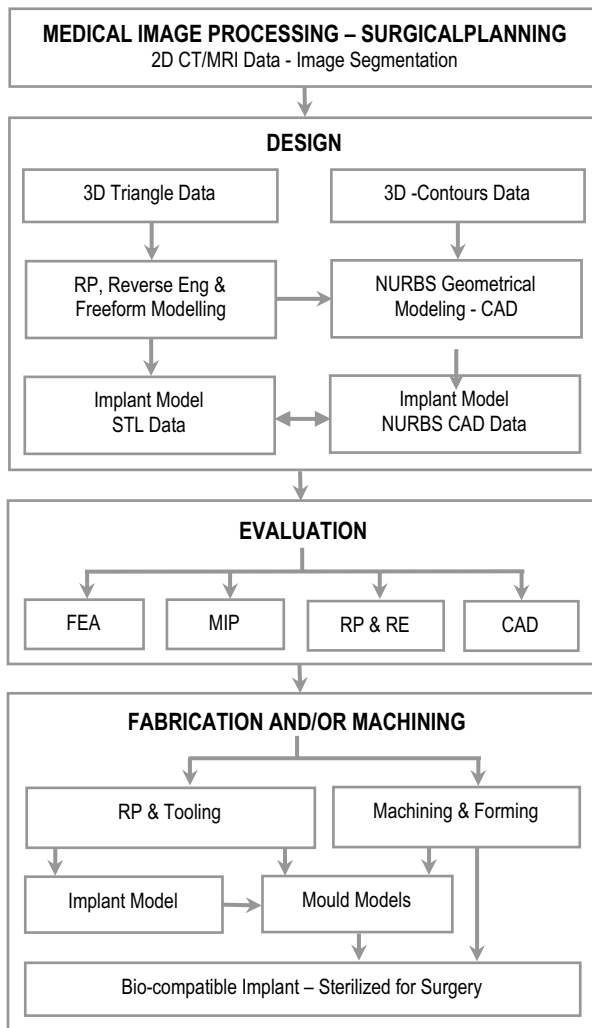 MEDICAL IMAGE PROCESSING – SURGICALPLANNING
2D CT/MRI Data - Image Segmentation
DESIGN
3D Triangle Data
3D -Contours Data
RP, Reverse Eng &
Freeform Modelling
NURBS Geometrical
Modeling - CAD
Implant Model
STL Data
Implant Model
NURBS CAD Data
EVALUATION
FEA
MIP
RP & RE
CAD
FABRICATION AND/OR MACHINING
RP & Tooling
Machining & Forming
Implant Model
Mould Models
Bio-compatible Implant – Sterilized for Surgery